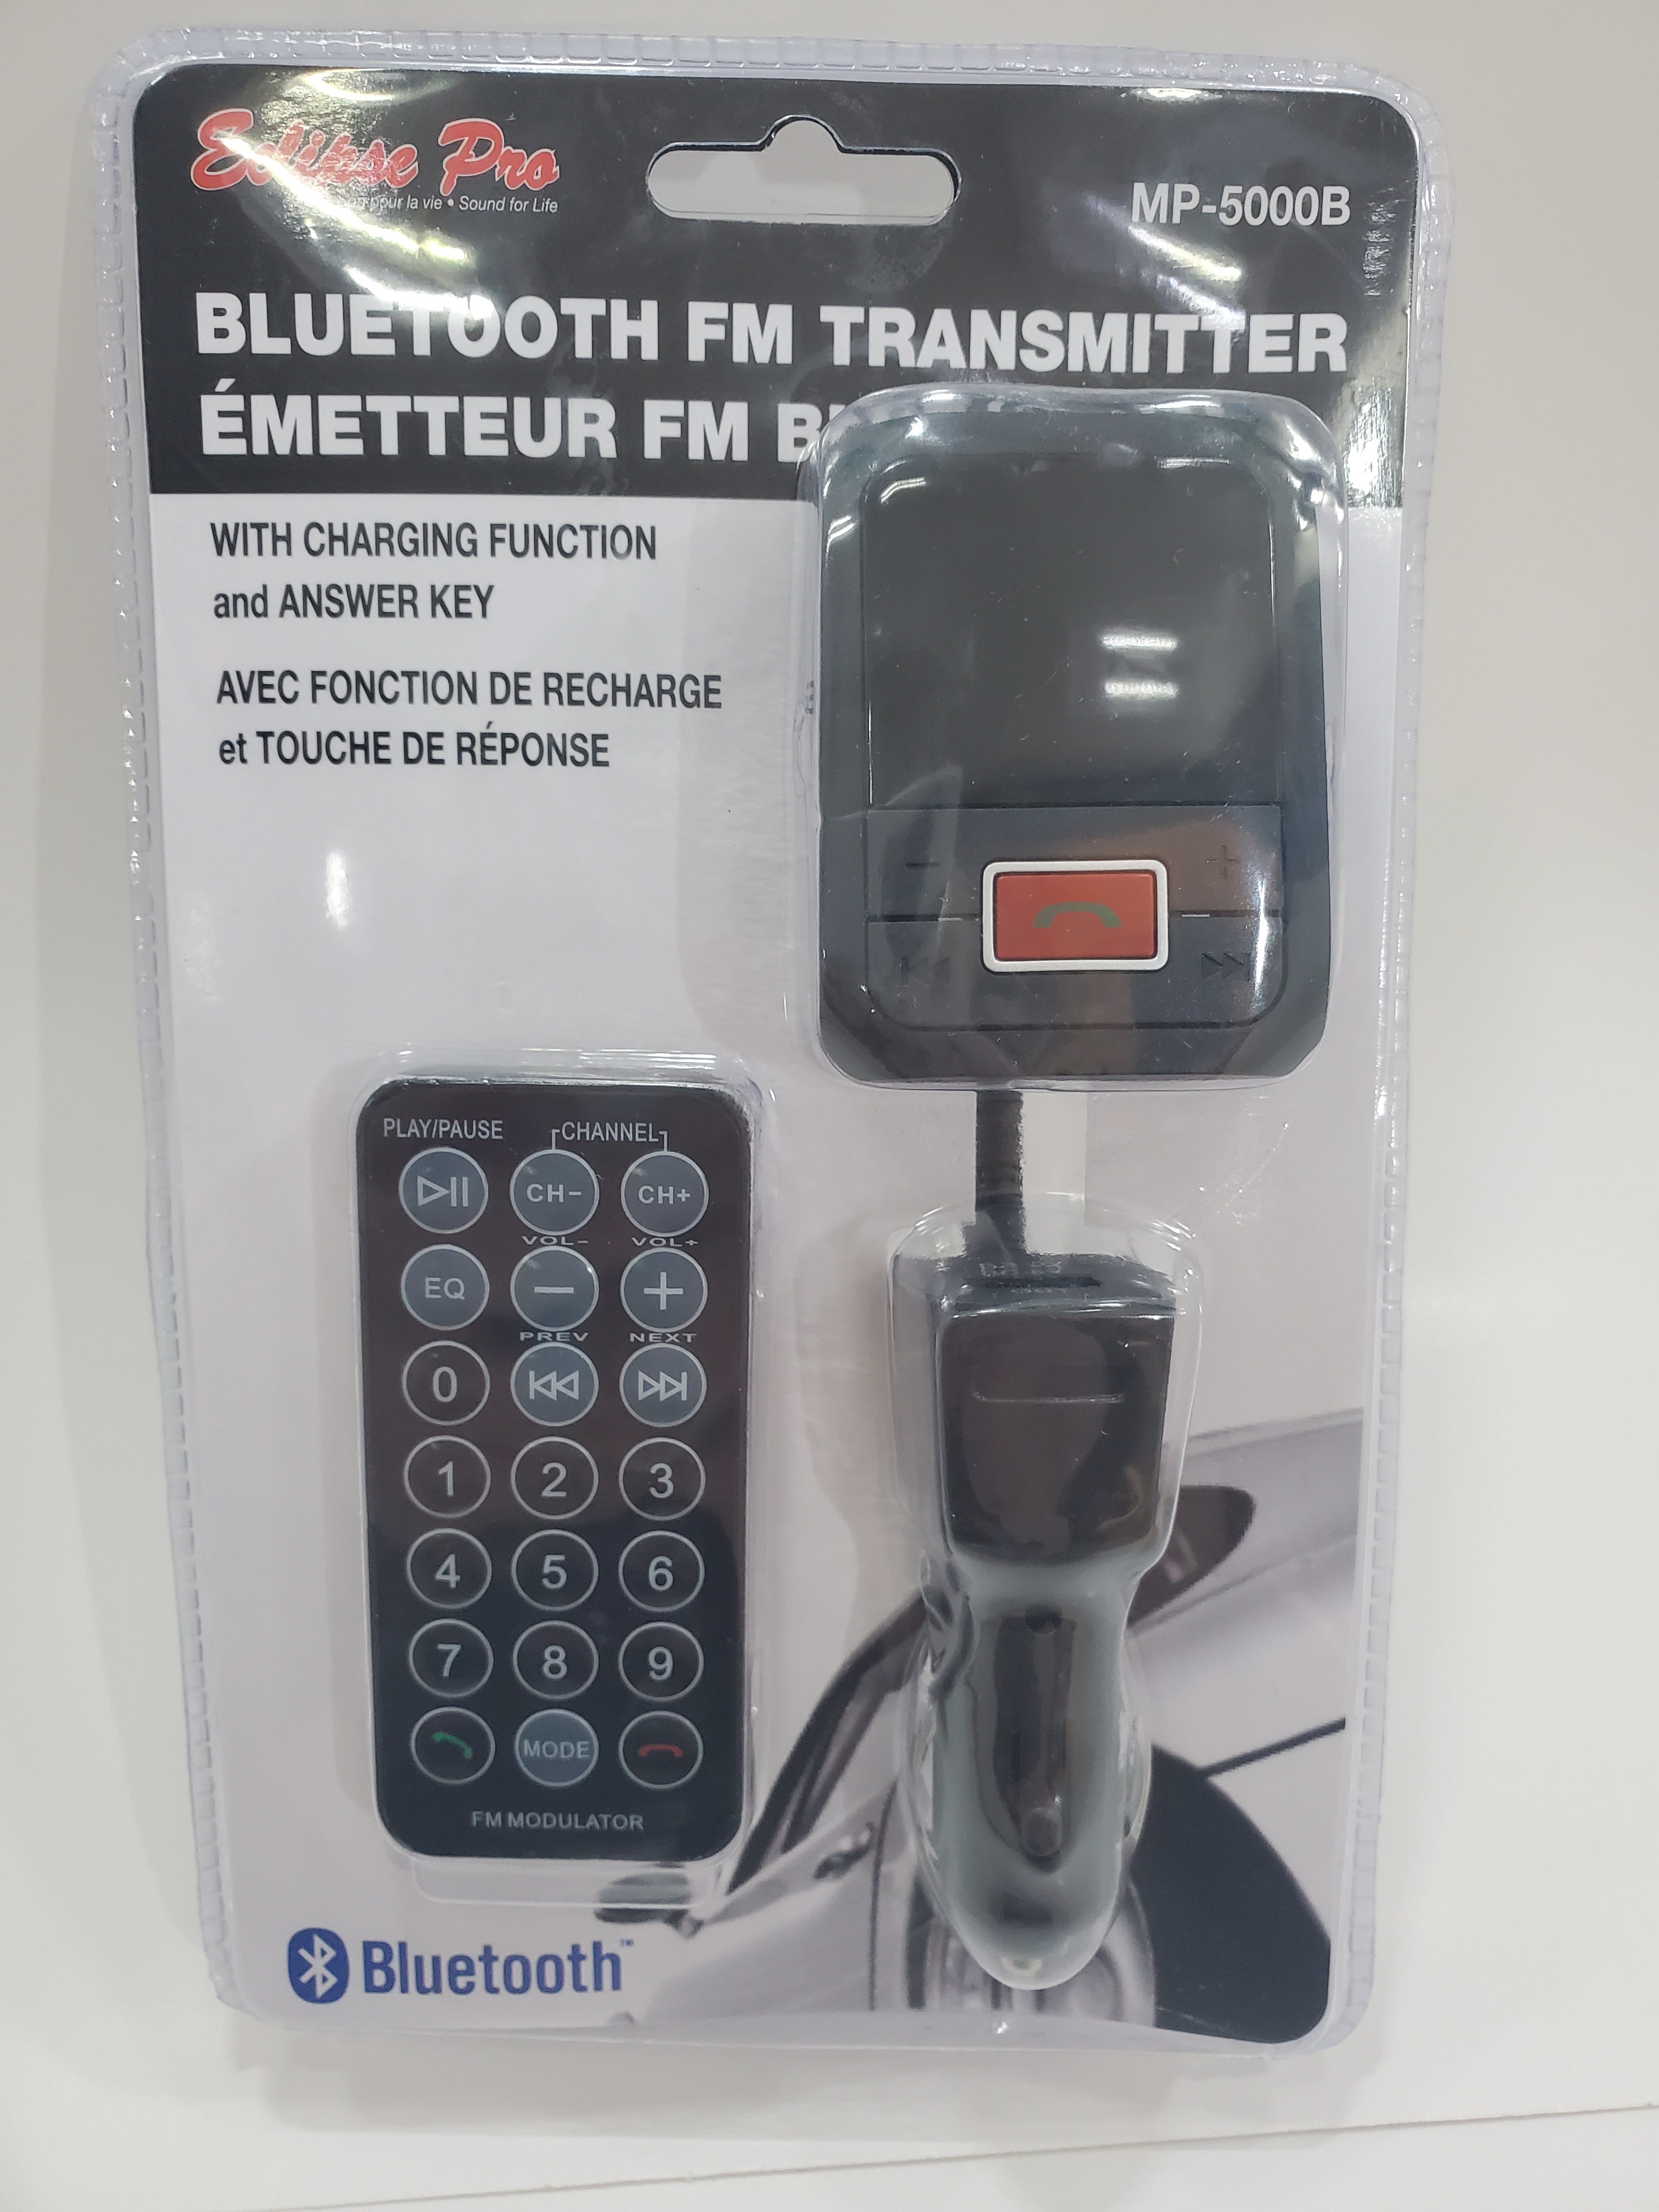 Eclipse Pro
pour la vie • Sound for Life
MP-5000B
BLUETOOTH FM TRANSMITTER
ÉMETTEUR FM
WITH CHARGING FUNCTION
and ANSWER KEY
AVEC FONCTION DE RECHARGE
et TOUCHE DE RÉPONSE
− +
PLAY/PAUSE CHANNEL
CH− CH+
VOL− VOL+
EQ − +
PREV NEXT
0
1 2 3
4 5 6
7 8 9
MODE
FM MODULATOR
Bluetooth™